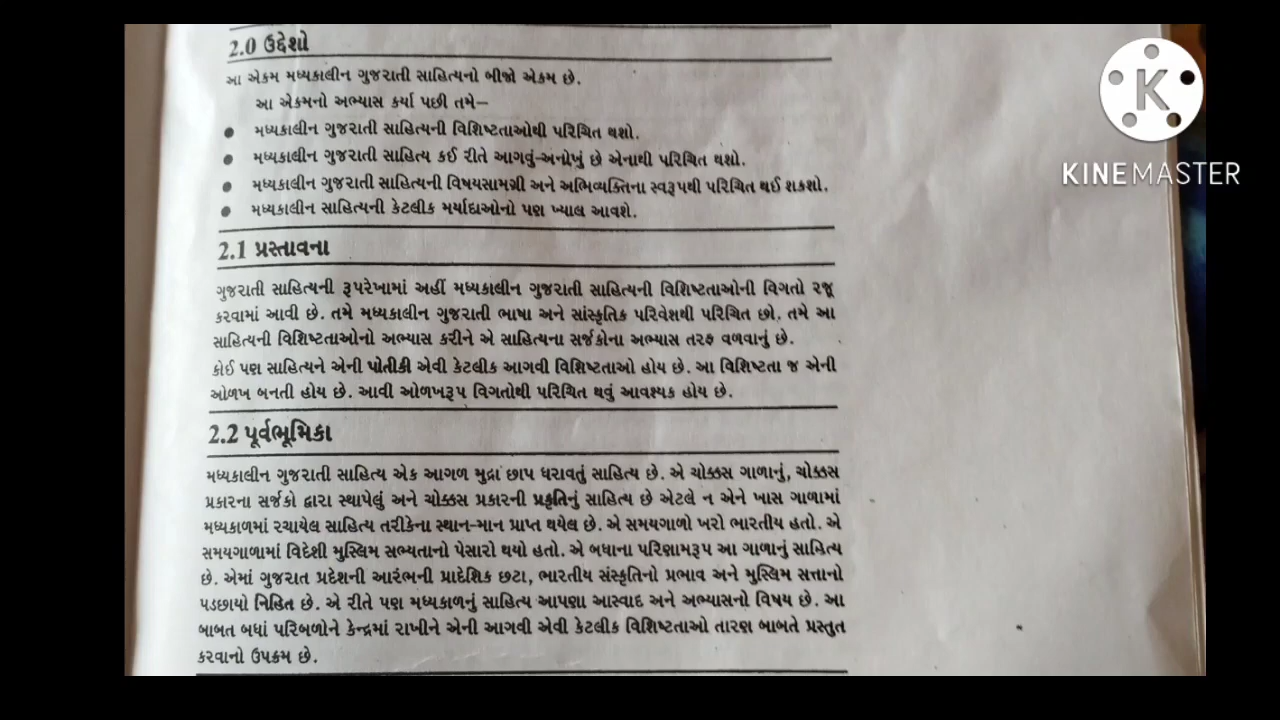 2.0 ઉદ્દેશો
આ એકમ મધ્યકાલીન ગુજરાતી સાહિત્યનો બીજો એકમ છે.
આ એકમનો અભ્યાસ કર્યા પછી તમે–
● મધ્યકાલીન ગુજરાતી સાહિત્યની વિશિષ્ટતાઓથી પરિચિત થશો.
● મધ્યકાલીન ગુજરાતી સાહિત્ય કઈ રીતે આગવું-અનોખું છે એનાથી પરિચિત થશો.
● મધ્યકાલીન ગુજરાતી સાહિત્યની વિષયસામગ્રી અને અભિવ્યક્તિના સ્વરૂપથી પરિચિત થઈ શકશો.
● મધ્યકાલીન સાહિત્યની કેટલીક મર્યાદાઓનો પણ ખ્યાલ આવશે.
2.1 પ્રસ્તાવના
ગુજરાતી સાહિત્યની રૂપરેખામાં અહીં મધ્યકાલીન ગુજરાતી સાહિત્યની વિશિષ્ટતાઓની વિગતો રજૂ
કરવામાં આવી છે. તમે મધ્યકાલીન ગુજરાતી ભાષા અને સાંસ્કૃતિક પરિવેશથી પરિચિત છો. તમે આ
સાહિત્યની વિશિષ્ટતાઓનો અભ્યાસ કરીને એ સાહિત્યના સર્જકોના અભ્યાસ તરફ વળવાનું છે.
કોઈ પણ સાહિત્યને એની પોતીકી એવી કેટલીક આગવી વિશિષ્ટતાઓ હોય છે. આ વિશિષ્ટતા જ એની
ઓળખ બનતી હોય છે. આવી ઓળખરૂપ વિગતોથી પરિચિત થવું આવશ્યક હોય છે.
2.2 પૂર્વભૂમિકા
મધ્યકાલીન ગુજરાતી સાહિત્ય એક આગળ મુદ્રા છાપ ધરાવતું સાહિત્ય છે. એ ચોક્કસ ગાળાનું, ચોક્કસ
પ્રકારના સર્જકો દ્વારા સ્થાપેલું અને ચોક્કસ પ્રકારની પ્રકૃતિનું સાહિત્ય છે એટલે ન એને ખાસ ગાળામાં
મધ્યકાળમાં રચાયેલ સાહિત્ય તરીકેના સ્થાન-માન પ્રાપ્ત થયેલ છે. એ સમયગાળો ખરો ભારતીય હતો. એ
સમયગાળામાં વિદેશી મુસ્લિમ સભ્યતાનો પેસારો થયો હતો. એ બધાના પરિણામરૂપ આ ગાળાનું સાહિત્ય
છે. એમાં ગુજરાત પ્રદેશની આરંભની પ્રાદેશિક છટા, ભારતીય સંસ્કૃતિનો પ્રભાવ અને મુસ્લિમ સત્તાનો
પડછાયો નિહિત છે. એ રીતે પણ મધ્યકાળનું સાહિત્ય આપણા આસ્વાદ અને અભ્યાસનો વિષય છે. આ
બાબત બધાં પરિબળોને કેન્દ્રમાં રાખીને એની આગવી એવી કેટલીક વિશિષ્ટતાઓ તારણ બાબતે પ્રસ્તુત
કરવાનો ઉપક્રમ છે.
K
KINEMASTER